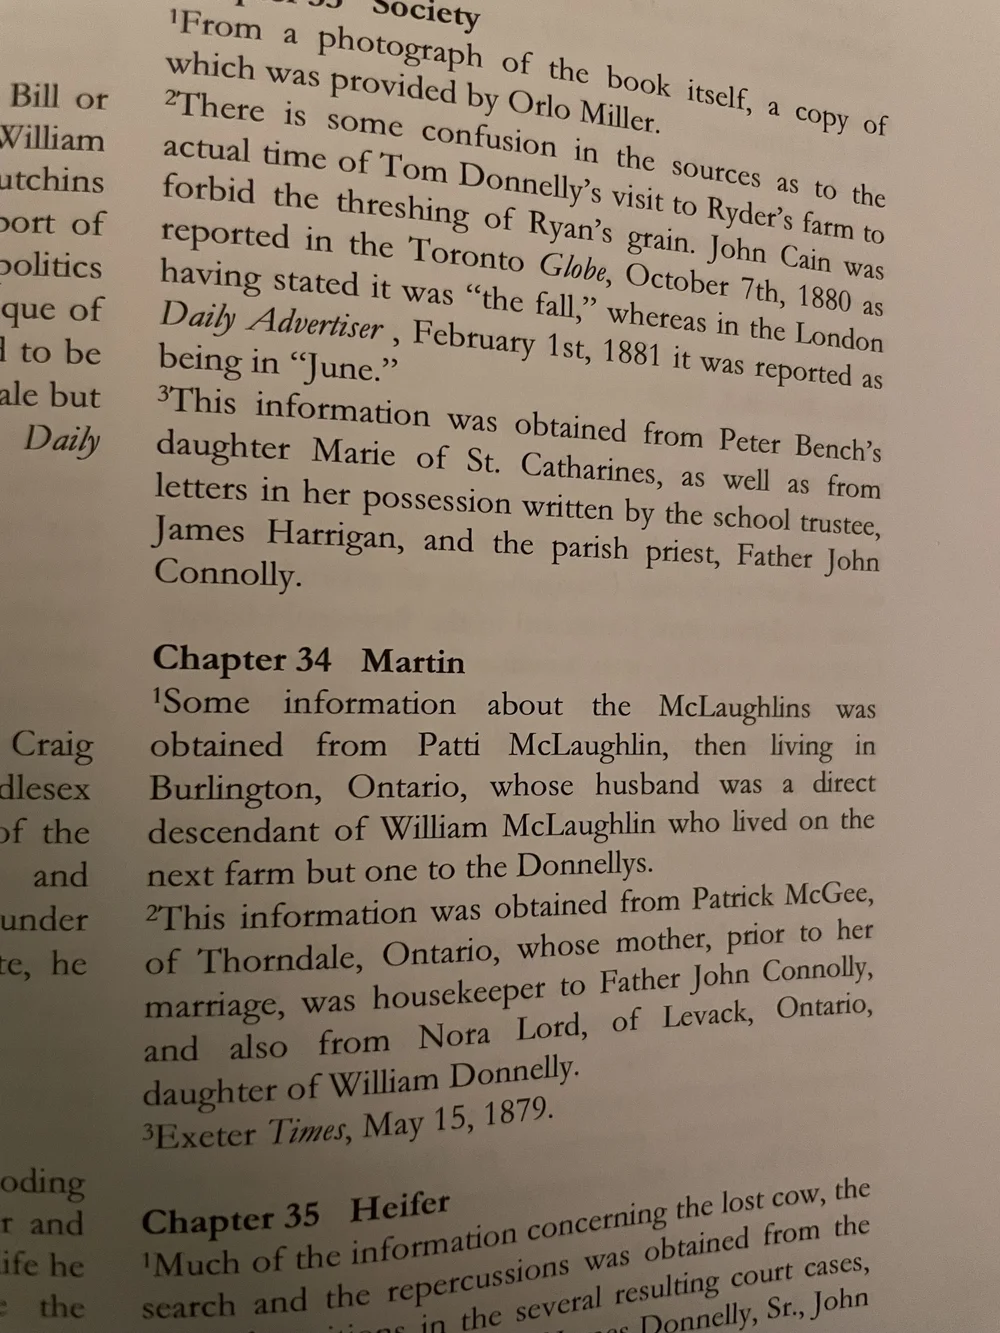 Bill or
William
of
politics
que of
to be
ale but
Daily
Craig
of the
and
under
he
and
he
the
Society
¹From a photograph of the book itself, a copy of
which was provided by Orlo Miller.
²There is some confusion in the sources as to the
actual time of Tom Donnelly's visit to Ryder's farm to
forbid the threshing of Ryan's grain. John Cain was
reported in the Toronto Globe, October 7th, 1880 as
having stated it was "the fall," whereas in the London
Daily Advertiser , February 1st, 1881 it was reported as
being in "June."
³This information was obtained from Peter Bench's
daughter Marie of St. Catharines, as well as from
letters in her possession written by the school trustee,
James Harrigan, and the parish priest, Father John
Connolly.
Chapter 34 Martin
¹Some information about the McLaughlins was
obtained from Patti McLaughlin, then living in
Burlington, Ontario, whose husband was a direct
descendant of William McLaughlin who lived on the
next farm but one to the Donnellys.
²This information was obtained from Patrick McGee,
of Thorndale, Ontario, whose mother, prior to her
marriage, was housekeeper to Father John Connolly,
and also from Nora Lord, of Levack, Ontario,
daughter of William Donnelly.
³Exeter Times, May 15, 1879.
Chapter 35 Heifer
¹Much of the information concerning the lost cow, the
search and the repercussions was obtained from the
in the several resulting court cases,
Donnelly, Sr., John